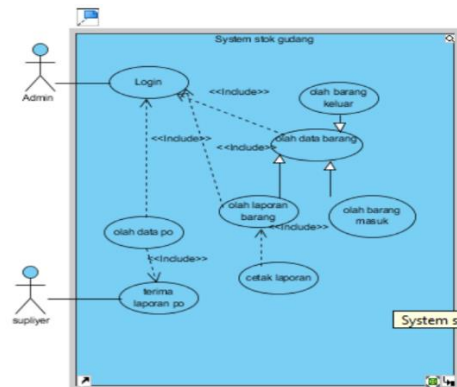 System stok gudang
Admin
Login
<<Include>>
olah barang
keluar
olah data barang
<<Include>>
<<Include>>
olah laporan
barang
olah barang
masuk
olah data po
<<Include>>
<<Include>>
cetak laporan
supliyer
terima
laporan po
System s